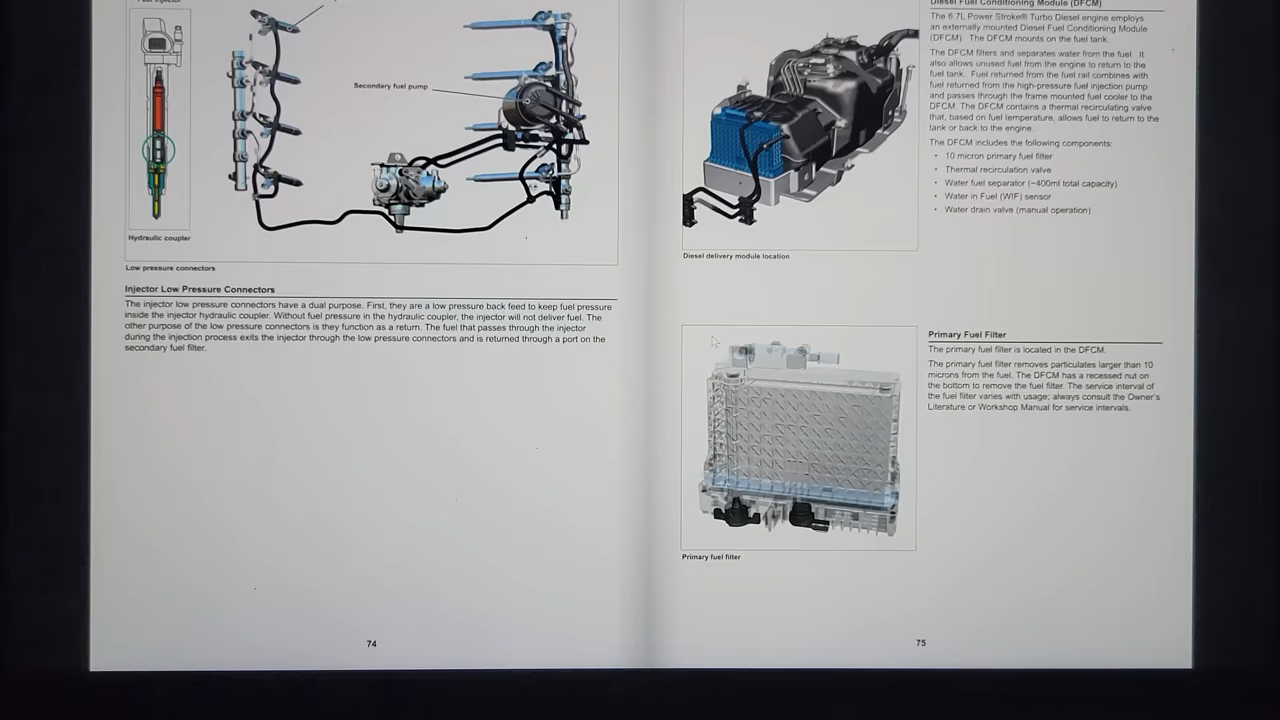 Fuel injector
Secondary fuel pump
Hydraulic coupler
Low pressure connectors
Injector Low Pressure Connectors
The injector low pressure connectors have a dual purpose. First, they are a low pressure back feed to keep fuel pressure
inside the injector hydraulic coupler. Without fuel pressure in the hydraulic coupler, the injector will not deliver fuel. The
other purpose of the low pressure connectors is they function as a return. The fuel that passes through the injector
during the injection process exits the injector through the low pressure connectors and is returned through a port on the
secondary fuel filter.
74
Diesel delivery module location
Diesel Fuel Conditioning Module (DFCM)
The 6.7L Power Stroke® Turbo Diesel engine employs
an externally mounted Diesel Fuel Conditioning Module
(DFCM). The DFCM mounts on the fuel tank.
The DFCM filters and separates water from the fuel. It
also allows unused fuel from the engine to return to the
fuel tank. Fuel returned from the fuel rail combines with
fuel returned from the high-pressure fuel injection pump
and passes through the frame mounted fuel cooler to the
DFCM. The DFCM contains a thermal recirculating valve
that, based on fuel temperature, allows fuel to return to the
tank or back to the engine.
The DFCM includes the following components:
• 10 micron primary fuel filter
• Thermal recirculation valve
• Water fuel separator (~400ml total capacity)
• Water in Fuel (WIF) sensor
• Water drain valve (manual operation)
Primary fuel filter
Primary Fuel Filter
The primary fuel filter is located in the DFCM.
The primary fuel filter removes particulates larger than 10
microns from the fuel. The DFCM has a recessed nut on
the bottom to remove the fuel filter. The service interval of
the fuel filter varies with usage; always consult the Owner's
Literature or Workshop Manual for service intervals.
75